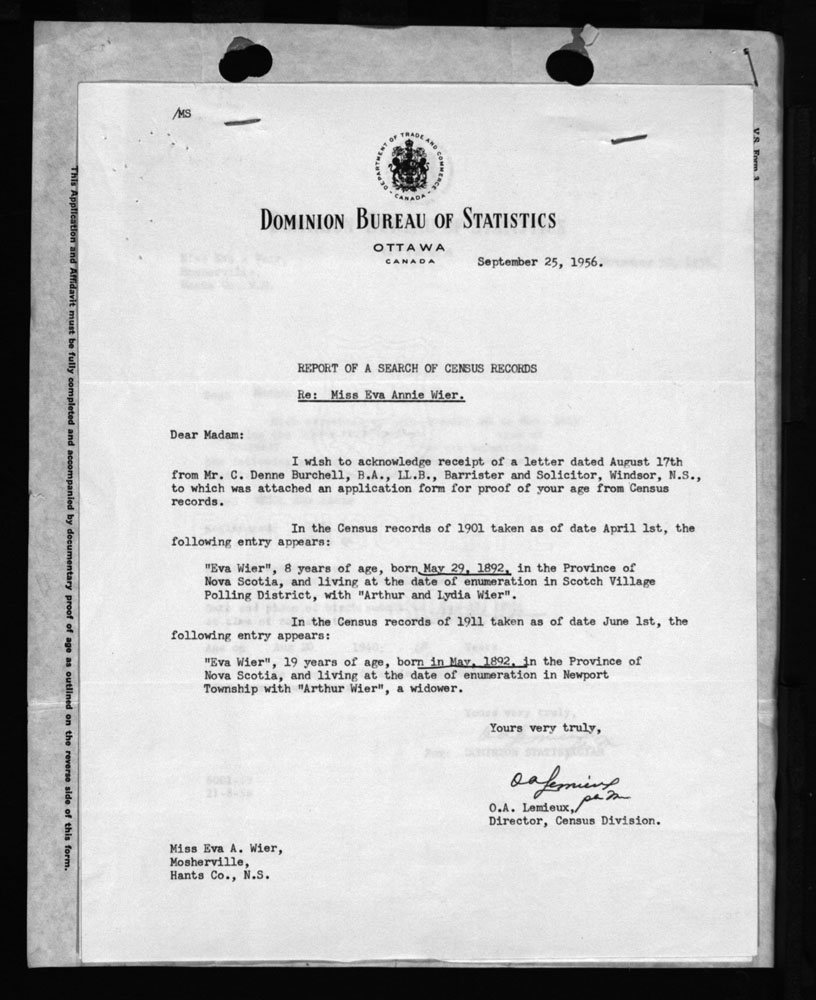 /MS
DEPARTMENT OF TRADE AND COMMERCE
CANADA
V.S. Form 3
DOMINION BUREAU OF STATISTICS
OTTAWA
CANADA
September 25, 1956.
REPORT OF A SEARCH OF CENSUS RECORDS
Re: Miss Eva Annie Wier.
Dear Madam:
I wish to acknowledge receipt of a letter dated August 17th
from Mr. C. Denne Burchell, B.A., LL.B., Barrister and Solicitor, Windsor, N.S.,
to which was attached an application form for proof of your age from Census
records.
In the Census records of 1901 taken as of date April 1st, the
following entry appears:
"Eva Wier", 8 years of age, born May 29, 1892, in the Province of
Nova Scotia, and living at the date of enumeration in Scotch Village
Polling District, with "Arthur and Lydia Wier".
In the Census records of 1911 taken as of date June 1st, the
following entry appears:
"Eva Wier", 19 years of age, born in May, 1892, in the Province of
Nova Scotia, and living at the date of enumeration in Newport
Township with "Arthur Wier", a widower.
Yours very truly,
O A Lemieux
O.A. Lemieux,
Director, Census Division.
Miss Eva A. Wier,
Mosherville,
Hants Co., N.S.
This Application and Affidavit must be fully completed and accompanied by documentary proof of age as outlined on the reverse side of this form.